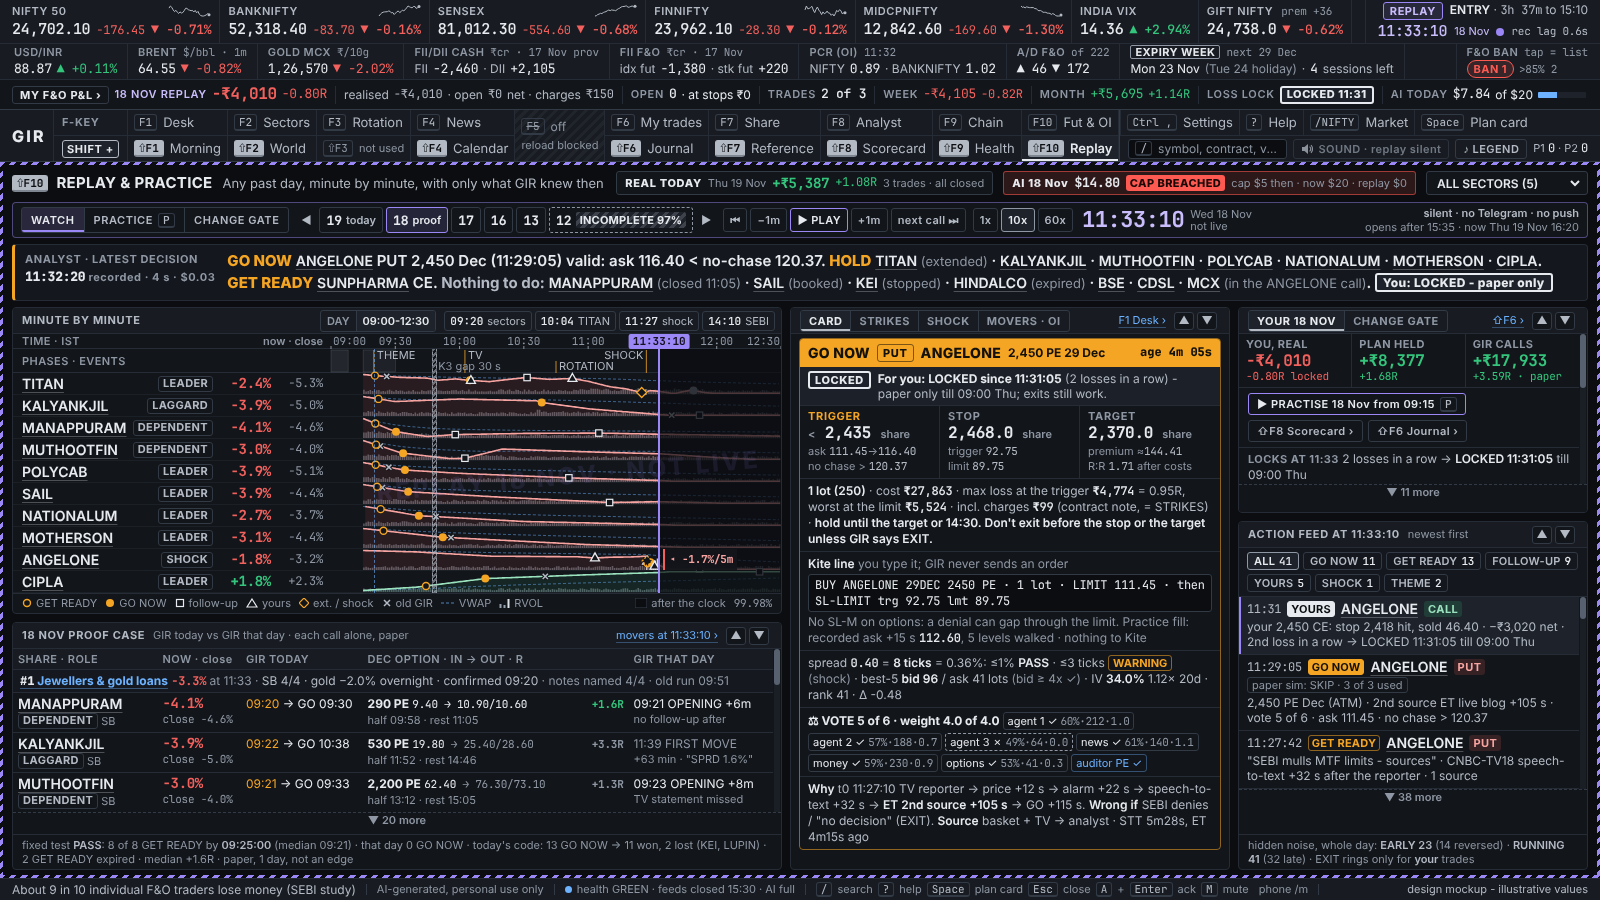 NIFTY 50
24,702.10 -176.45 ▼ -0.71%
BANKNIFTY
52,318.40 -83.70 ▼ -0.16%
SENSEX
81,012.30 -554.60 ▼ -0.68%
FINNIFTY
23,962.10 -28.30 ▼ -0.12%
MIDCPNIFTY
12,842.60 -169.60 ▼ -1.30%
INDIA VIX
14.36 ▲ +2.94%
GIFT NIFTY prem +36
24,738.0 ▼ -0.62%
REPLAY ENTRY · 3h 37m to 15:10
11:33:10 18 Nov ● rec lag 0.6s
USD/INR
88.87 ▲ +0.11%
BRENT $/bbl · 1m
64.55 ▼ -0.82%
GOLD MCX ₹/10g
1,26,570 ▼ -2.02%
FII/DII CASH ₹cr · 17 Nov prov
FII -2,460 · DII +2,105
FII F&O ₹cr · 17 Nov
idx fut -1,380 · stk fut +220
PCR (OI) 11:32
NIFTY 0.89 · BANKNIFTY 1.02
A/D F&O of 222
▲ 46 ▼ 172
EXPIRY WEEK next 29 Dec
Mon 23 Nov (Tue 24 holiday) · 4 sessions left
F&O BAN tap = list
BAN 1 >85% 2
MY F&O P&L › 18 NOV REPLAY -₹4,010 -0.80R realised -₹4,010 · open ₹0 net · charges ₹150 OPEN 0 · at stops ₹0 TRADES 2 of 3 WEEK -₹4,105 -0.82R MONTH +₹5,695 +1.14R LOSS LOCK LOCKED 11:31 AI TODAY $7.84 of $20
GIR
F-KEY F1 Desk F2 Sectors F3 Rotation F4 News F5 off F6 My trades F7 Share F8 Analyst F9 Chain F10 Fut & OI Ctrl , Settings ? Help /NIFTY Market Space Plan card
reload blocked
SHIFT + ⇧F1 Morning ⇧F2 World ⇧F3 not used ⇧F4 Calendar ⇧F6 Journal ⇧F7 Reference ⇧F8 Scorecard ⇧F9 Health ⇧F10 Replay / symbol, contract, v... SOUND · replay silent ♪ LEGEND P1 0 · P2 0
⇧F10 REPLAY & PRACTICE Any past day, minute by minute, with only what GIR knew then REAL TODAY Thu 19 Nov +₹5,387 +1.08R 3 trades · all closed AI 18 Nov $14.80 CAP BREACHED cap $5 then · now $20 · replay $0 ALL SECTORS (5)
WATCH PRACTICE P CHANGE GATE ◀ 19 today 18 proof 17 16 13 12 INCOMPLETE 97% ▶ ⏮ −1m ▶ PLAY +1m next call ⏭ 1x 10x 60x 11:33:10 Wed 18 Nov
not live
silent · no Telegram · no push
opens after 15:35 · now Thu 19 Nov 16:20
ANALYST · LATEST DECISION
11:32:20 recorded · 4 s · $0.03
GO NOW ANGELONE PUT 2,450 Dec (11:29:05) valid: ask 116.40 < no-chase 120.37. HOLD TITAN (extended) · KALYANKJIL · MUTHOOTFIN · POLYCAB · NATIONALUM · MOTHERSON · CIPLA.
GET READY SUNPHARMA CE. Nothing to do: MANAPPURAM (closed 11:05) · SAIL (booked) · KEI (stopped) · HINDALCO (expired) · BSE · CDSL · MCX (in the ANGELONE call). You: LOCKED - paper only
MINUTE BY MINUTE DAY 09:00-12:30 09:20 sectors 10:04 TITAN 11:27 shock 14:10 SEBI
TIME · IST now · close 09:00 09:30 10:00 10:30 11:00 11:33:10 12:00 12:30
PHASES · EVENTS THEME TV SHOCK
K3 gap 30 s ROTATION
TITAN LEADER -2.4% -5.3%
KALYANKJIL LAGGARD -3.9% -5.0%
MANAPPURAM DEPENDENT -4.1% -4.6%
MUTHOOTFIN DEPENDENT -3.0% -4.0%
POLYCAB LEADER -3.9% -5.1%
SAIL LEADER -3.9% -4.4%
NATIONALUM LEADER -2.7% -3.7%
MOTHERSON LEADER -3.1% -4.4%
ANGELONE SHOCK -1.8% -3.2% -1.7%/5m
CIPLA LEADER +1.8% +2.3%
GET READY GO NOW follow-up yours ext. / shock old GIR VWAP RVOL after the clock 99.98%
18 NOV PROOF CASE GIR today vs GIR that day · each call alone, paper movers at 11:33:10 ›
SHARE · ROLE NOW · close GIR TODAY DEC OPTION · IN → OUT · R GIR THAT DAY
#1 Jewellers & gold loans -3.3% at 11:33 · SB 4/4 · gold −2.0% overnight · confirmed 09:20 · notes named 4/4 · old run 09:51
MANAPPURAM -4.1% 09:20 → GO 09:30 290 PE 9.40 → 10.90/10.60 +1.6R 09:21 OPENING +6m
DEPENDENT SB close -4.6% half 09:58 · rest 11:05 no follow-up after
KALYANKJIL -3.9% 09:22 → GO 10:38 530 PE 19.80 → 25.40/28.60 +3.3R 11:39 FIRST MOVE
LAGGARD SB close -5.0% half 11:52 · rest 14:46 +63 min · "SPRD 1.6%"
MUTHOOTFIN -3.0% 09:21 → GO 09:33 2,200 PE 62.40 → 76.30/73.10 +1.3R 09:23 OPENING +8m
DEPENDENT SB close -4.0% half 13:12 · rest 15:05 TV statement missed
▼ 20 more
fixed test PASS: 8 of 8 GET READY by 09:25:00 (median 09:21) · that day 0 GO NOW · today's code: 13 GO NOW → 11 won, 2 lost (KEI, LUPIN) ·
2 GET READY expired · median +1.6R · paper, 1 day, not an edge
CARD STRIKES SHOCK MOVERS · OI F1 Desk › ▲ ▼
GO NOW PUT ANGELONE 2,450 PE 29 Dec age 4m 05s
LOCKED For you: LOCKED since 11:31:05 (2 losses in a row) -
paper only till 09:00 Thu; exits still work.
TRIGGER STOP TARGET
< 2,435 share 2,468.0 share 2,370.0 share
ask 111.45→116.40 trigger 92.75 premium ≈144.41
no chase > 120.37 limit 89.75 R:R 1.71 after costs
1 lot (250) · cost ₹27,863 · max loss at the trigger ₹4,774 = 0.95R,
worst at the limit ₹5,524 · incl. charges ₹99 (contract note, = STRIKES)
· hold until the target or 14:30. Don't exit before the stop or the target
unless GIR says EXIT.
Kite line you type it; GIR never sends an order
BUY ANGELONE 29DEC 2450 PE · 1 lot · LIMIT 111.45 · then
SL-LIMIT trg 92.75 lmt 89.75
No SL-M on options: a denial can gap through the limit. Practice fill:
recorded ask +15 s 112.60, 5 levels walked · nothing to Kite
spread 0.40 = 8 ticks = 0.36%: ≤1% PASS · ≤3 ticks WARNING
(shock) · best-5 bid 96 / ask 41 lots (bid ≥ 4x ✓) · IV 34.0% 1.12× 20d ·
rank 41 · Δ -0.48
⚖ VOTE 5 of 6 · weight 4.0 of 4.0 agent 1 ✓ 60%·212·1.0
agent 2 ✓ 57%·188·0.7 agent 3 × 49%·64·0.0 news ✓ 61%·140·1.1
money ✓ 59%·230·0.9 options ✓ 53%·41·0.3 auditor PE ✓
Why t0 11:27:10 TV reporter → price +12 s → alarm +22 s → speech-to-
text +32 s → ET 2nd source +105 s → GO +115 s. Wrong if SEBI denies
/ "no decision" (EXIT). Source basket + TV → analyst · STT 5m28s, ET
4m15s ago
YOUR 18 NOV CHANGE GATE ⇧F6 › ▲ ▼
YOU, REAL PLAN HELD GIR CALLS
-₹4,010 +₹8,377 +₹17,933
-0.80R locked +1.68R +3.59R · paper
▶ PRACTISE 18 Nov from 09:15 P
⇧F8 Scorecard › ⇧F6 Journal ›
LOCKS AT 11:33 2 losses in a row → LOCKED 11:31:05 till
09:00 Thu
▼ 11 more
ACTION FEED AT 11:33:10 newest first ▲ ▼
ALL 41 GO NOW 11 GET READY 13 FOLLOW-UP 9
YOURS 5 SHOCK 1 THEME 2
11:31 YOURS ANGELONE CALL
your 2,450 CE: stop 2,418 hit, sold 46.40 · −₹3,020 net ·
2nd loss in a row → LOCKED 11:31:05 till 09:00 Thu
11:29:05 GO NOW ANGELONE PUT
paper sim: SKIP · 3 of 3 used
2,450 PE Dec (ATM) · 2nd source ET live blog +105 s ·
vote 5 of 6 · ask 111.45 · no chase > 120.37
11:27:42 GET READY ANGELONE PUT
"SEBI mulls MTF limits - sources" · CNBC-TV18 speech-
to-text +32 s after the reporter · 1 source
▼ 38 more
hidden noise, whole day: EARLY 23 (14 reversed) · RUNNING
41 (32 late) · EXIT rings only for your trades
About 9 in 10 individual F&O traders lose money (SEBI study) AI-generated, personal use only ● health GREEN · feeds closed 15:30 · AI full / search ? help Space plan card Esc close A + Enter ack M mute phone /m design mockup - illustrative values